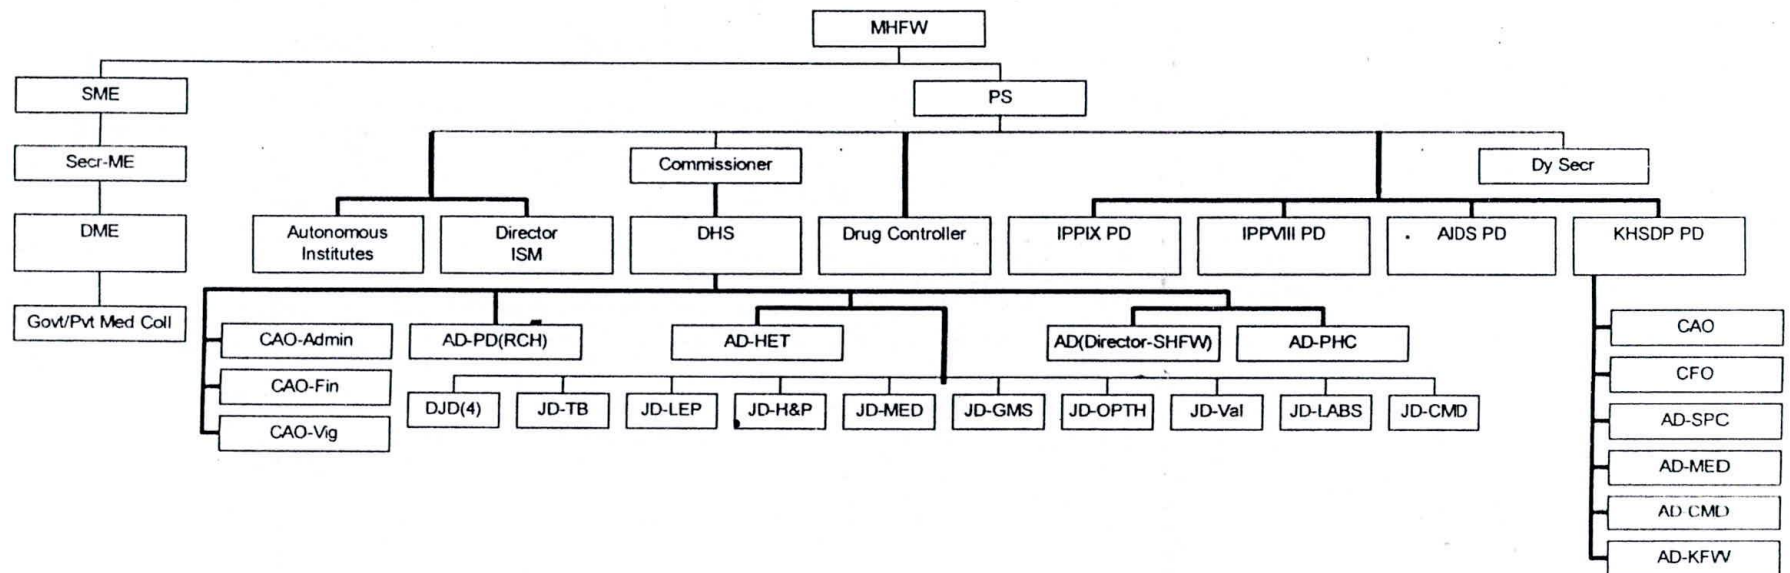 MHFW
SME
PS
Secr-ME
Commissioner
Dy Secr
DME
Autonomous
Institutes
Director
ISM
DHS
Drug Controller
IPPIX PD
IPPVIII PD
AIDS PD
KHSDP PD
Govt/Pvt Med Coll
CAO-Admin
AD-PD(RCH)
AD-HET
AD(Director-SHFW)
AD-PHC
CAO
CAO-Fin
CFO
DJD(4)
JD-TB
JD-LEP
JD-H&P
JD-MED
JD-GMS
JD-OPTH
JD-Val
JD-LABS
JD-CMD
AD-SPC
CAO-Vig
AD-MED
AD-CMD
AD-KFW